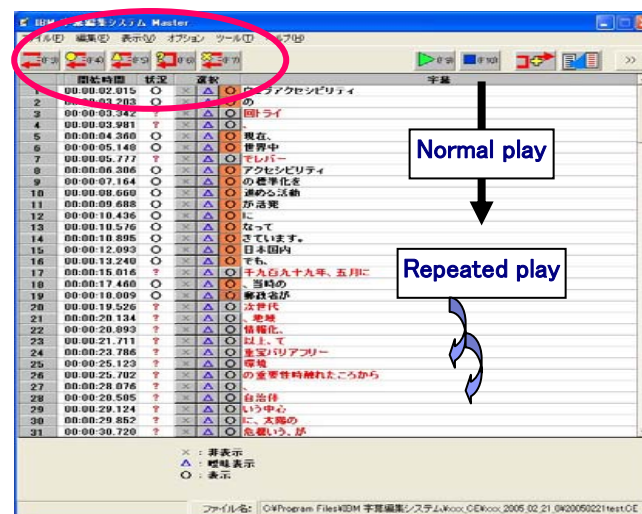 IBM 字幕編集システム Master
ファイル(F) 編集(E) 表示(V) オプション ツール(T) ヘルプ(H)
開始時間 状況 選択 字幕
1 00:00:02.015 ○ × △ ○ ウェブアクセシビリティ
2 00:00:03.203 ○ × △ ○ の
3 00:00:03.342 ? × △ ○ 回トライ
4 00:00:03.981 ? × △ ○ 、
5 00:00:04.360 ○ × △ ○ 現在、
6 00:00:05.148 ○ × △ ○ 世界中
7 00:00:05.777 ? × △ ○ でレバー
8 00:00:06.306 ○ × △ ○ アクセシビリティ
9 00:00:07.164 ○ × △ ○ の標準化を
10 00:00:08.660 ○ × △ ○ 進める活動
11 00:00:09.688 ○ × △ ○ が活発
12 00:00:10.436 ○ × △ ○ に
13 00:00:10.576 ○ × △ ○ なって
14 00:00:10.895 ○ × △ ○ きています。
15 00:00:12.093 ○ × △ ○ 日本国内
16 00:00:13.240 ○ × △ ○ でも、
17 00:00:15.016 ? × △ ○ 千九百九十九年、五月に
18 00:00:17.460 ○ × △ ○ 、当時の
19 00:00:18.009 ○ × △ ○ 郵政省が
20 00:00:19.526 ? × △ ○ 次世代
21 00:00:20.134 ? × △ ○ 、地域
22 00:00:20.893 ? × △ ○ 情報化、
23 00:00:21.711 ? × △ ○ 以上、て
24 00:00:23.786 ? × △ ○ 重宝バリアフリー
25 00:00:25.123 ? × △ ○ 環境
26 00:00:25.702 ? × △ ○ の重要性時離れたころから
27 00:00:28.076 ? × △ ○ 、
28 00:00:28.505 ? × △ ○ 自治体
29 00:00:29.124 ? × △ ○ いう中心
30 00:00:29.852 ? × △ ○ に、太陽の
31 00:00:30.720 ? × △ ○ 危機いう、が
Normal play
Repeated play
× : 非表示
△ : 曖昧表示
○ : 表示
ファイル名: